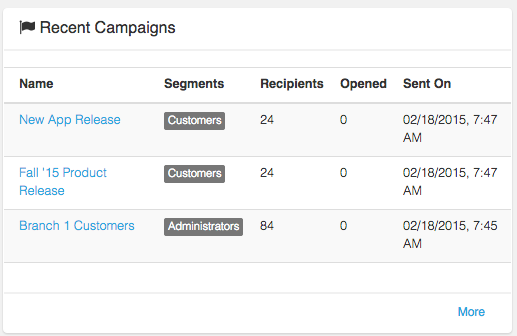 Recent Campaigns
Name Segments Recipients Opened Sent On
New App Release Customers 24 0 02/18/2015, 7:47
AM
Fall '15 Product Customers 24 0 02/18/2015, 7:47
Release AM
Branch 1 Customers Administrators 84 0 02/18/2015, 7:45
AM
More